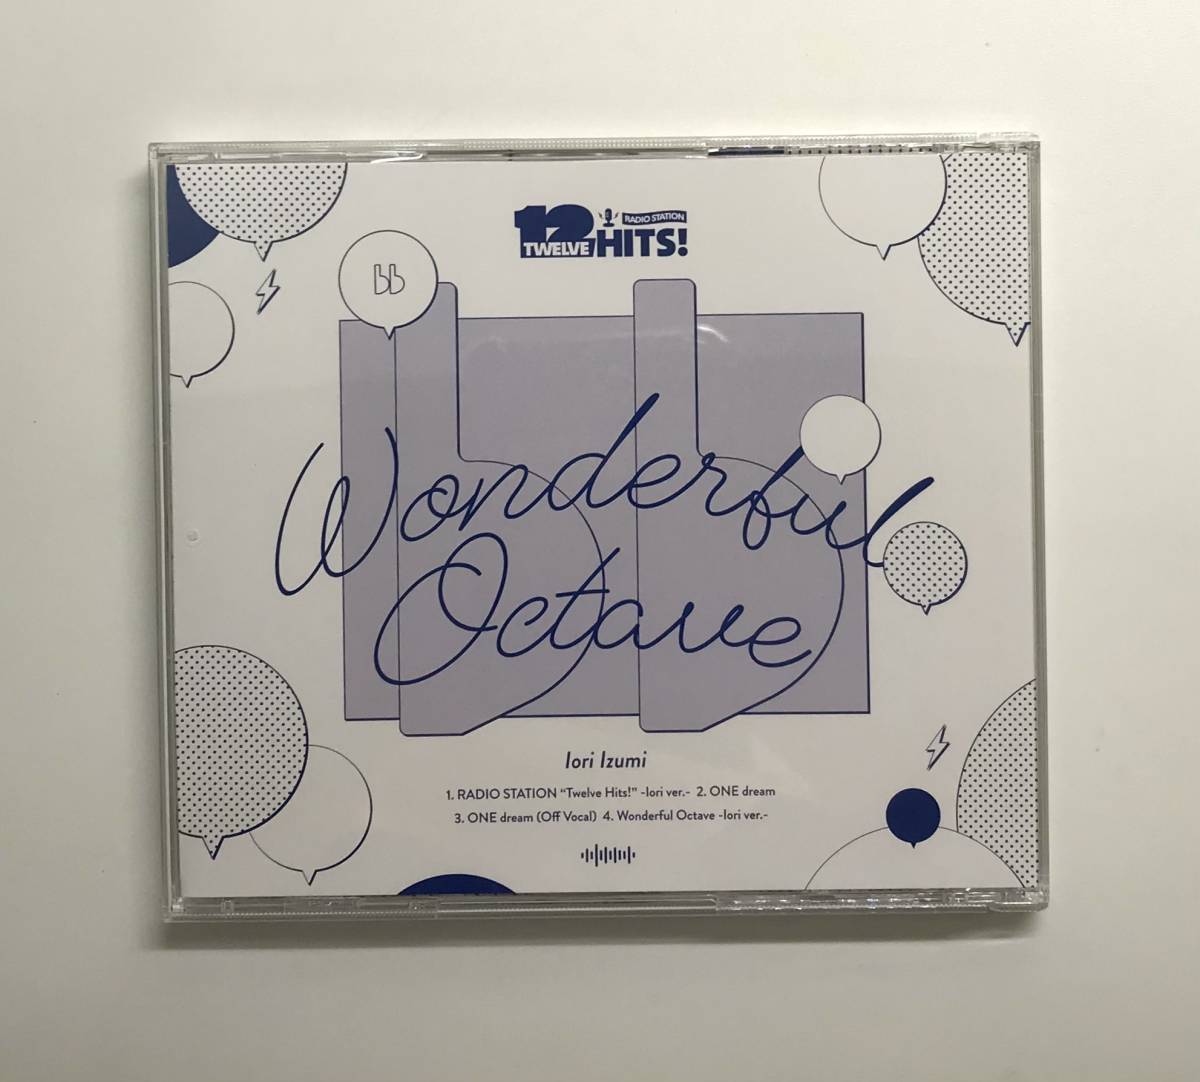 12 RADIO STATION
TWELVE HITS!
bb
Wonderful
Octave
Iori Izumi
1. RADIO STATION “Twelve Hits!” -Iori ver.- 2. ONE dream
3. ONE dream (Off Vocal) 4. Wonderful Octave -Iori ver.-